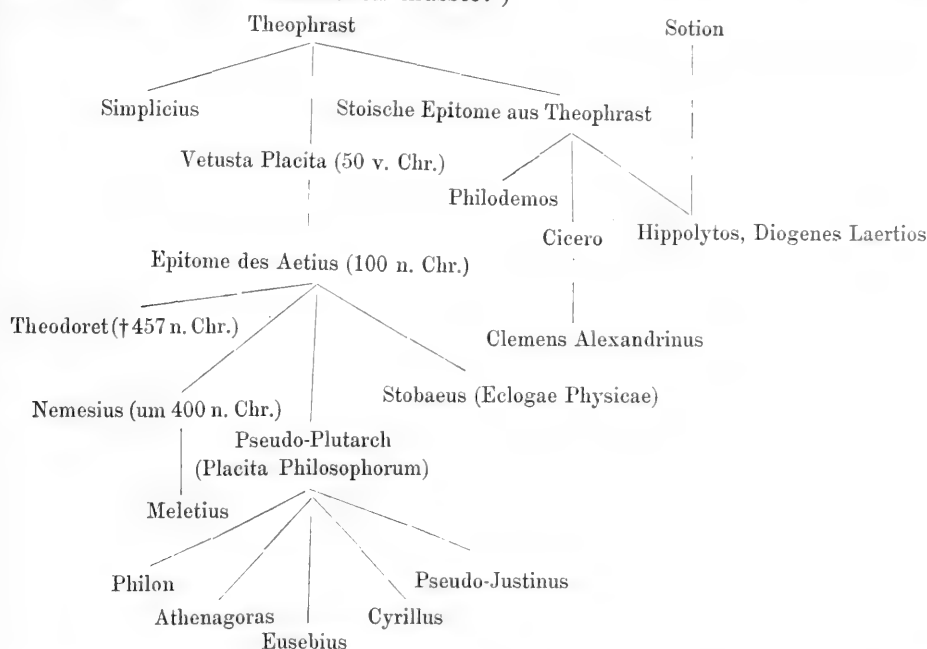 Theophrast
Sotion
Simplicius
Stoische Epitome aus Theophrast
Vetusta Placita (50 v. Chr.)
Philodemos
Cicero
Hippolytos, Diogenes Laertios
Epitome des Aetius (100 n. Chr.)
Theodoret († 457 n. Chr.)
Clemens Alexandrinus
Stobaeus (Eclogae Physicae)
Nemesius (um 400 n. Chr.)
Pseudo-Plutarch
(Placita Philosophorum)
Meletius
Philon
Pseudo-Justinus
Athenagoras
Cyrillus
Eusebius